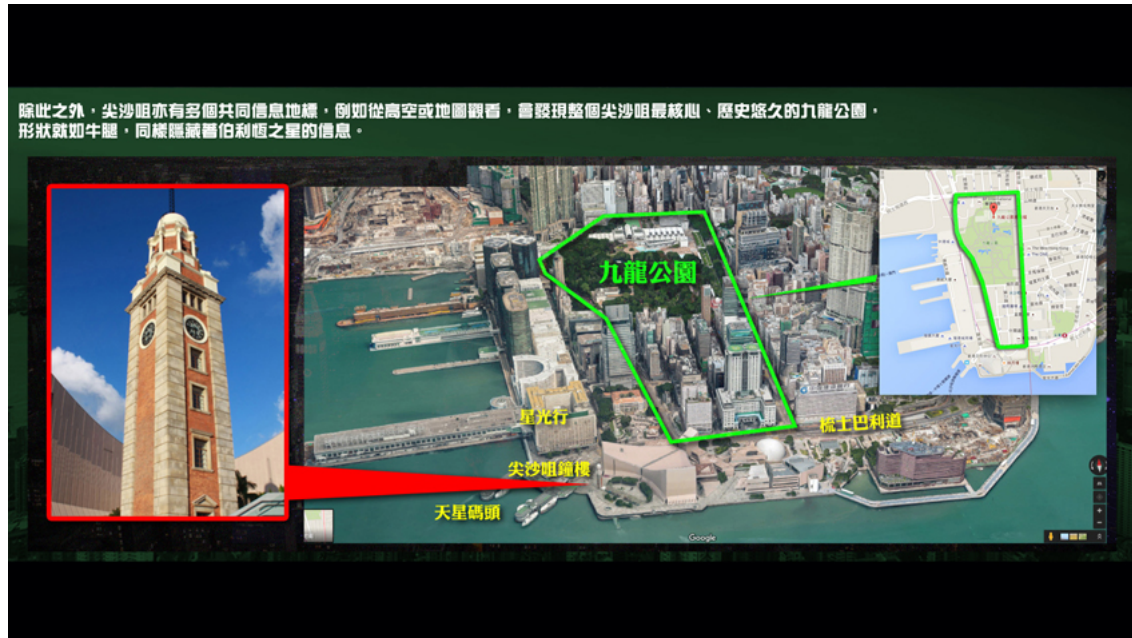 除此之外，尖沙咀亦有多個共同信息地標，例如從高空或地圖觀看，會發現整個尖沙咀最核心、歷史悠久的九龍公園，
形狀就如牛腿，同樣隱藏着伯利恆之星的信息。
九龍公園
星光行
梳士巴利道
尖沙咀鐘樓
天星碼頭
Google